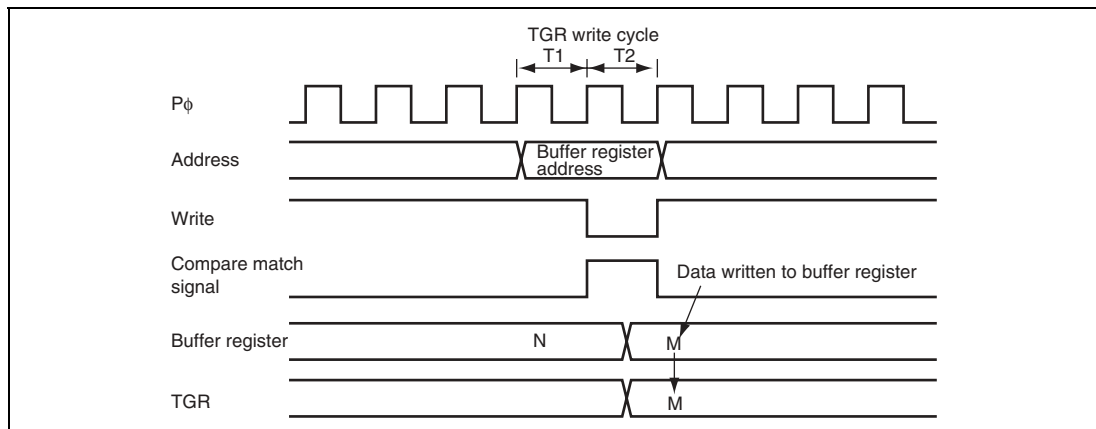 TGR write cycle
T1 T2
Pϕ
Address
Buffer register
address
Write
Compare match
signal
Data written to buffer register
Buffer register
N
M
TGR
M